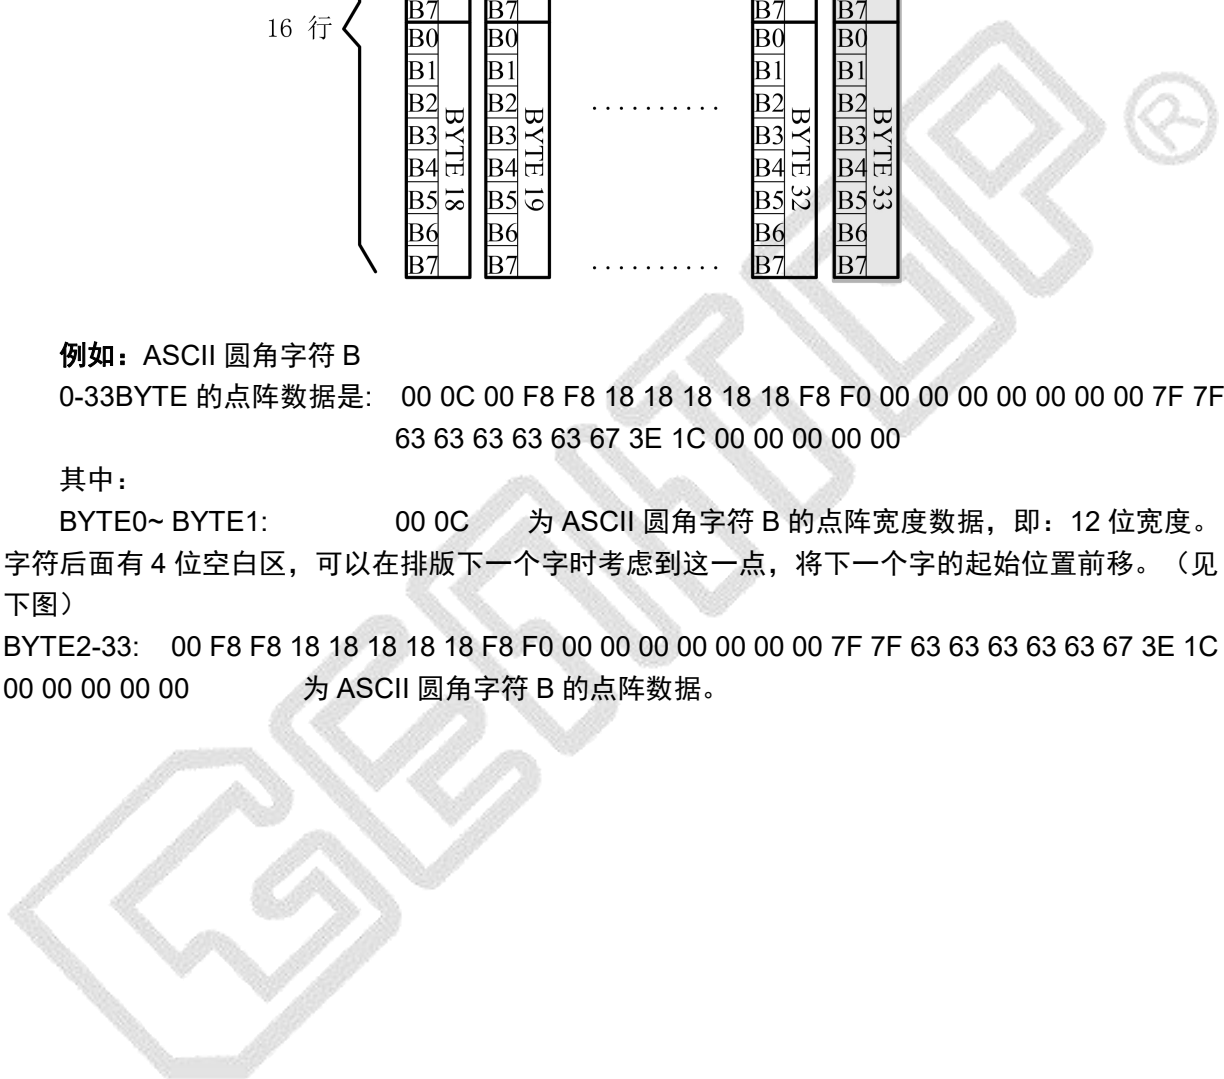 B7 B7 B7 B7
16 行
B0 B0 B0 B0
B1 B1 B1 B1
B2 B2 .......... B2 B2
B3 B3 B3 B3
B4 B4 B4 B4
B5 B5 B5 B5
B6 B6 B6 B6
B7 B7 .......... B7 B7
BYTE 18
BYTE 19
BYTE 32
BYTE 33
例如：ASCII 圆角字符 B
0-33BYTE 的点阵数据是: 00 0C 00 F8 F8 18 18 18 18 18 F8 F0 00 00 00 00 00 00 00 7F 7F
63 63 63 63 63 67 3E 1C 00 00 00 00 00
其中：
BYTE0~ BYTE1: 00 0C 为 ASCII 圆角字符 B 的点阵宽度数据，即：12 位宽度。
字符后面有 4 位空白区，可以在排版下一个字时考虑到这一点，将下一个字的起始位置前移。（见
下图）
BYTE2-33: 00 F8 F8 18 18 18 18 18 F8 F0 00 00 00 00 00 00 00 7F 7F 63 63 63 63 63 67 3E 1C
00 00 00 00 00 为 ASCII 圆角字符 B 的点阵数据。
GENITOP
®